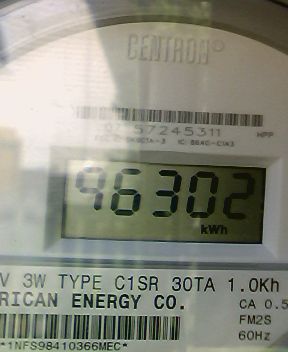 CENTRON
57245311
HPP
96302
kWh
V 3W TYPE C1SR 30TA 1.0Kh
RICAN ENERGY CO. CA 0.5
FM2S
60Hz
*1NFS98410366MEC*